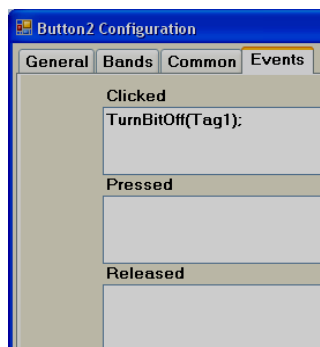 Button2 Configuration
General Bands Common Events
Clicked
TurnBitOff(Tag1);
Pressed
Released